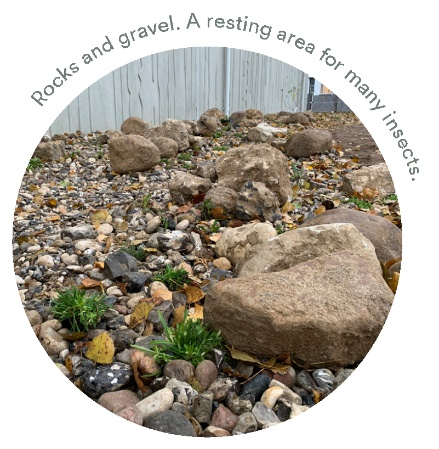 Rocks and gravel. A resting area for many insects.